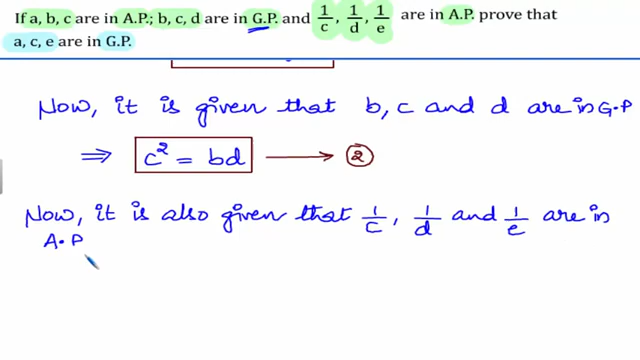 If a, b, c are in A.P.; b, c, d are in G.P. and 1/c, 1/d, 1/e are in A.P. prove that
a, c, e are in G.P.
Now, it is given that b, c and d are in G.P
⇒ c² = bd → ②
Now, it is also given that 1/c, 1/d and 1/e are in
A.P